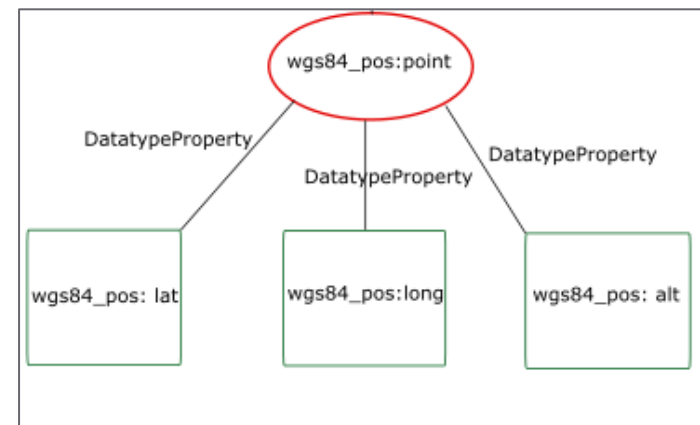 wgs84_pos:point
DatatypeProperty
DatatypeProperty
DatatypeProperty
wgs84_pos: lat
wgs84_pos:long
wgs84_pos: alt